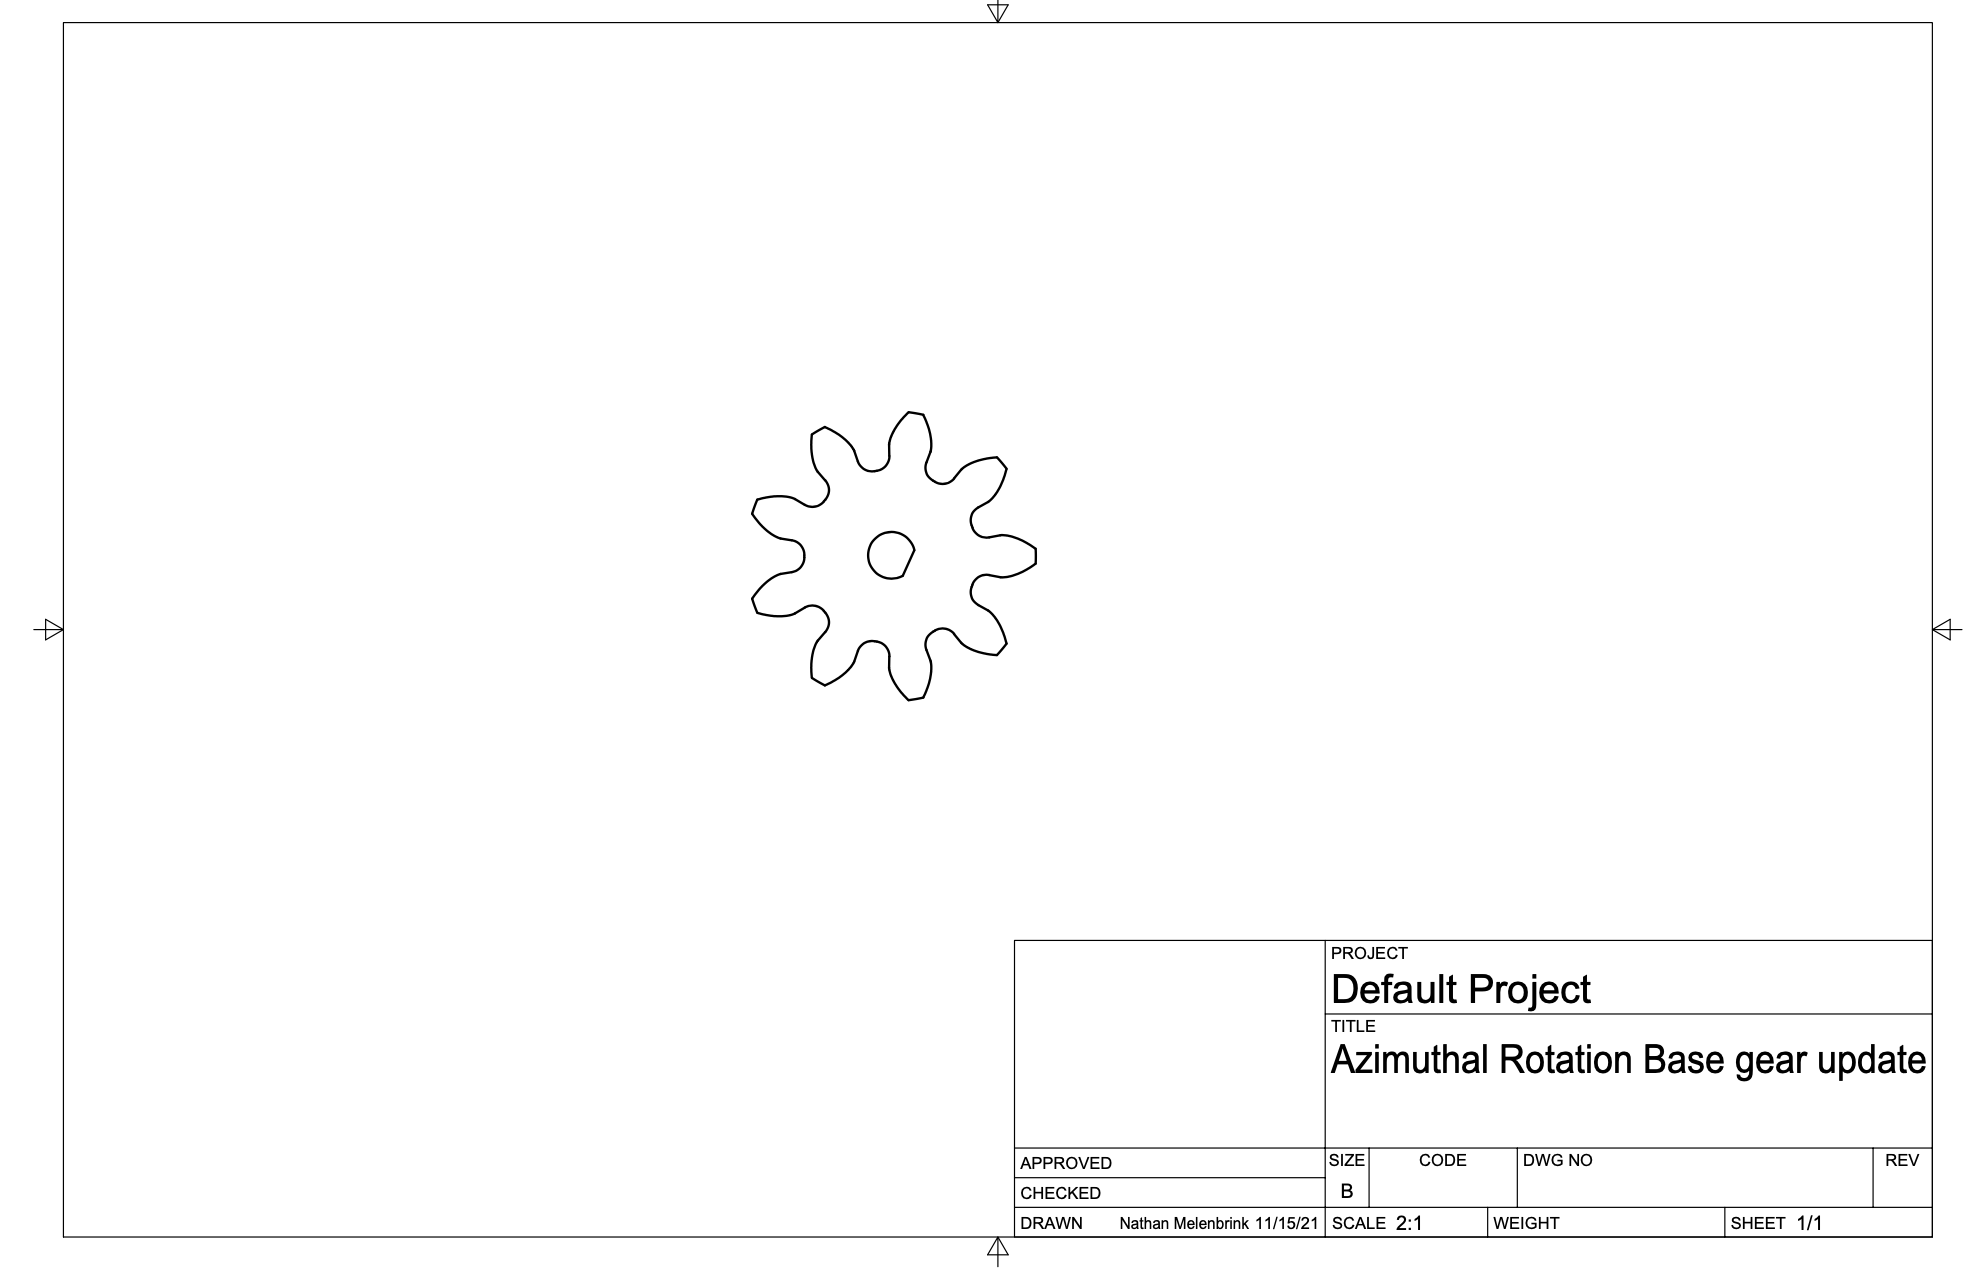 PROJECT
Default Project
TITLE
Azimuthal Rotation Base gear update
APPROVED
SIZE CODE DWG NO REV
B
CHECKED
DRAWN Nathan Melenbrink 11/15/21 SCALE 2:1 WEIGHT SHEET 1/1